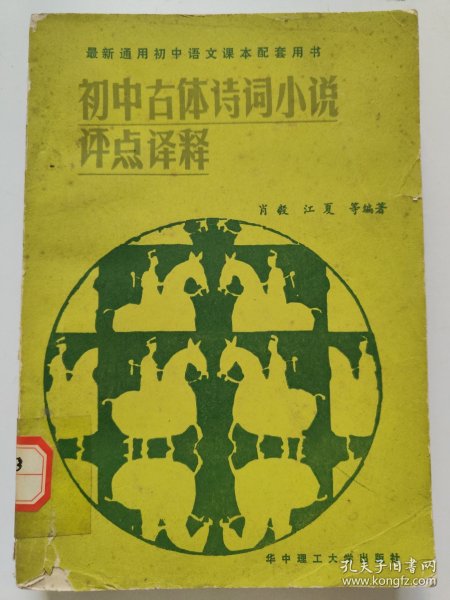 最新通用初中语文课本配套用书
初中古体诗词小说
评点译释
肖毅 江夏 等编著
3
华中理工大学出版社
孔夫子旧书网
www.kongfz.com